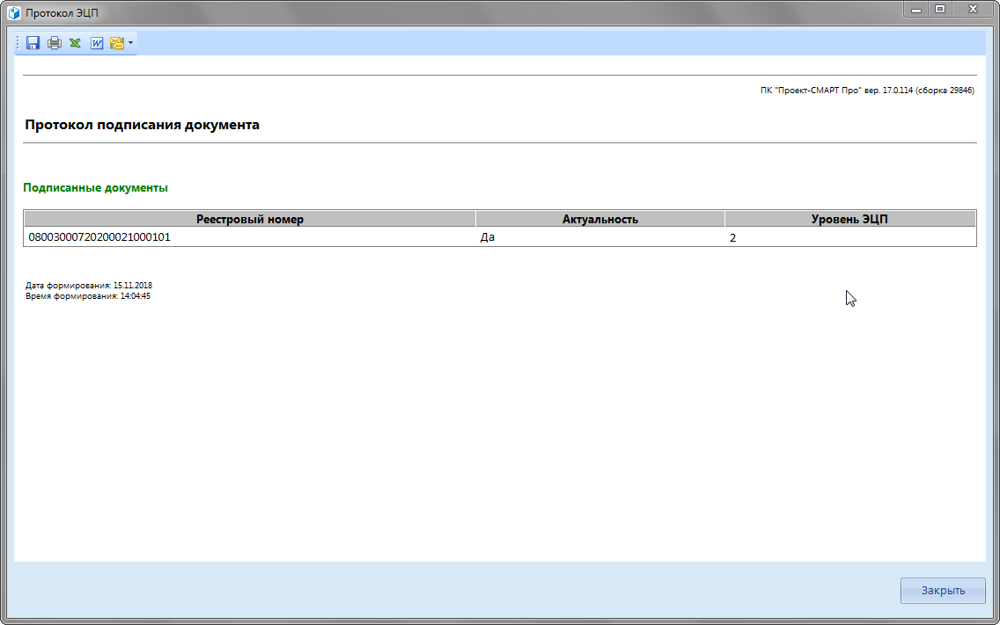 Протокол ЭЦП
ПК "Проект-СМАРТ Про" вер. 17.0.114 (сборка 29846)
Протокол подписания документа
Подписанные документы
Реестровый номер Актуальность Уровень ЭЦП
08003000720200021000101 Да 2
Дата формирования: 15.11.2018
Время формирования: 14:04:45
Закрыть